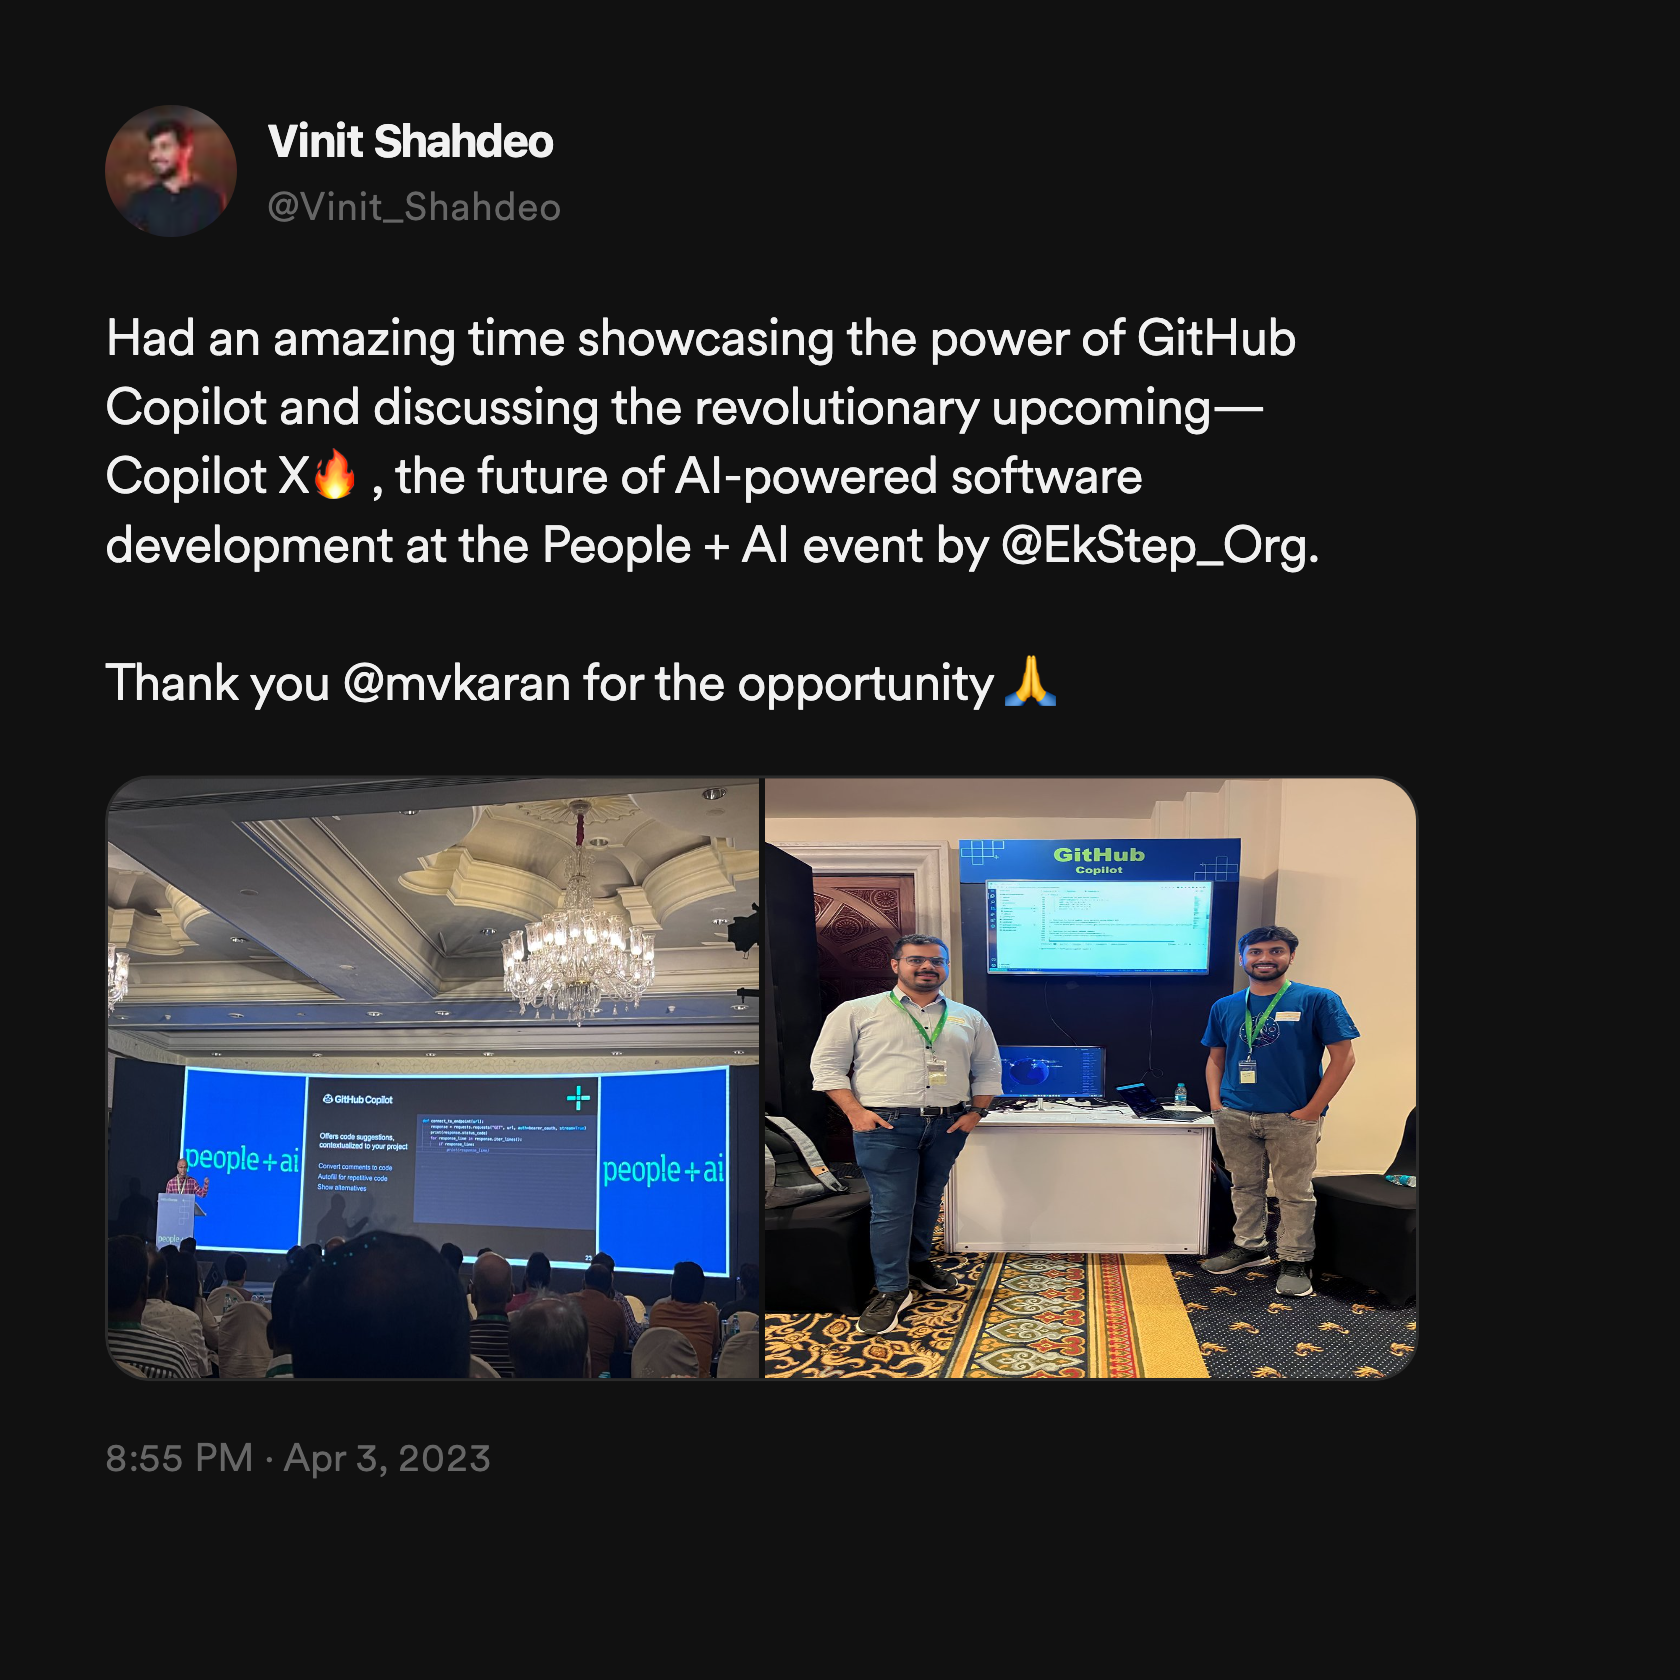 Vinit Shahdeo
@Vinit_Shahdeo
Had an amazing time showcasing the power of GitHub
Copilot and discussing the revolutionary upcoming—
Copilot X🔥 , the future of AI-powered software
development at the People + AI event by @EkStep_Org.
Thank you @mvkaran for the opportunity 🙏
GitHub Copilot
Offers code suggestions,
contextualized to your project
Convert comments to code
Autofill for repetitive code
Show alternatives
people+ai
people+ai
23
GitHub
Copilot
8:55 PM · Apr 3, 2023